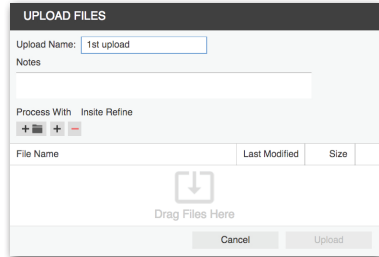 UPLOAD FILES
Upload Name: 1st upload
Notes
Process With Insite Refine
File Name Last Modified Size
Drag Files Here
Cancel Upload